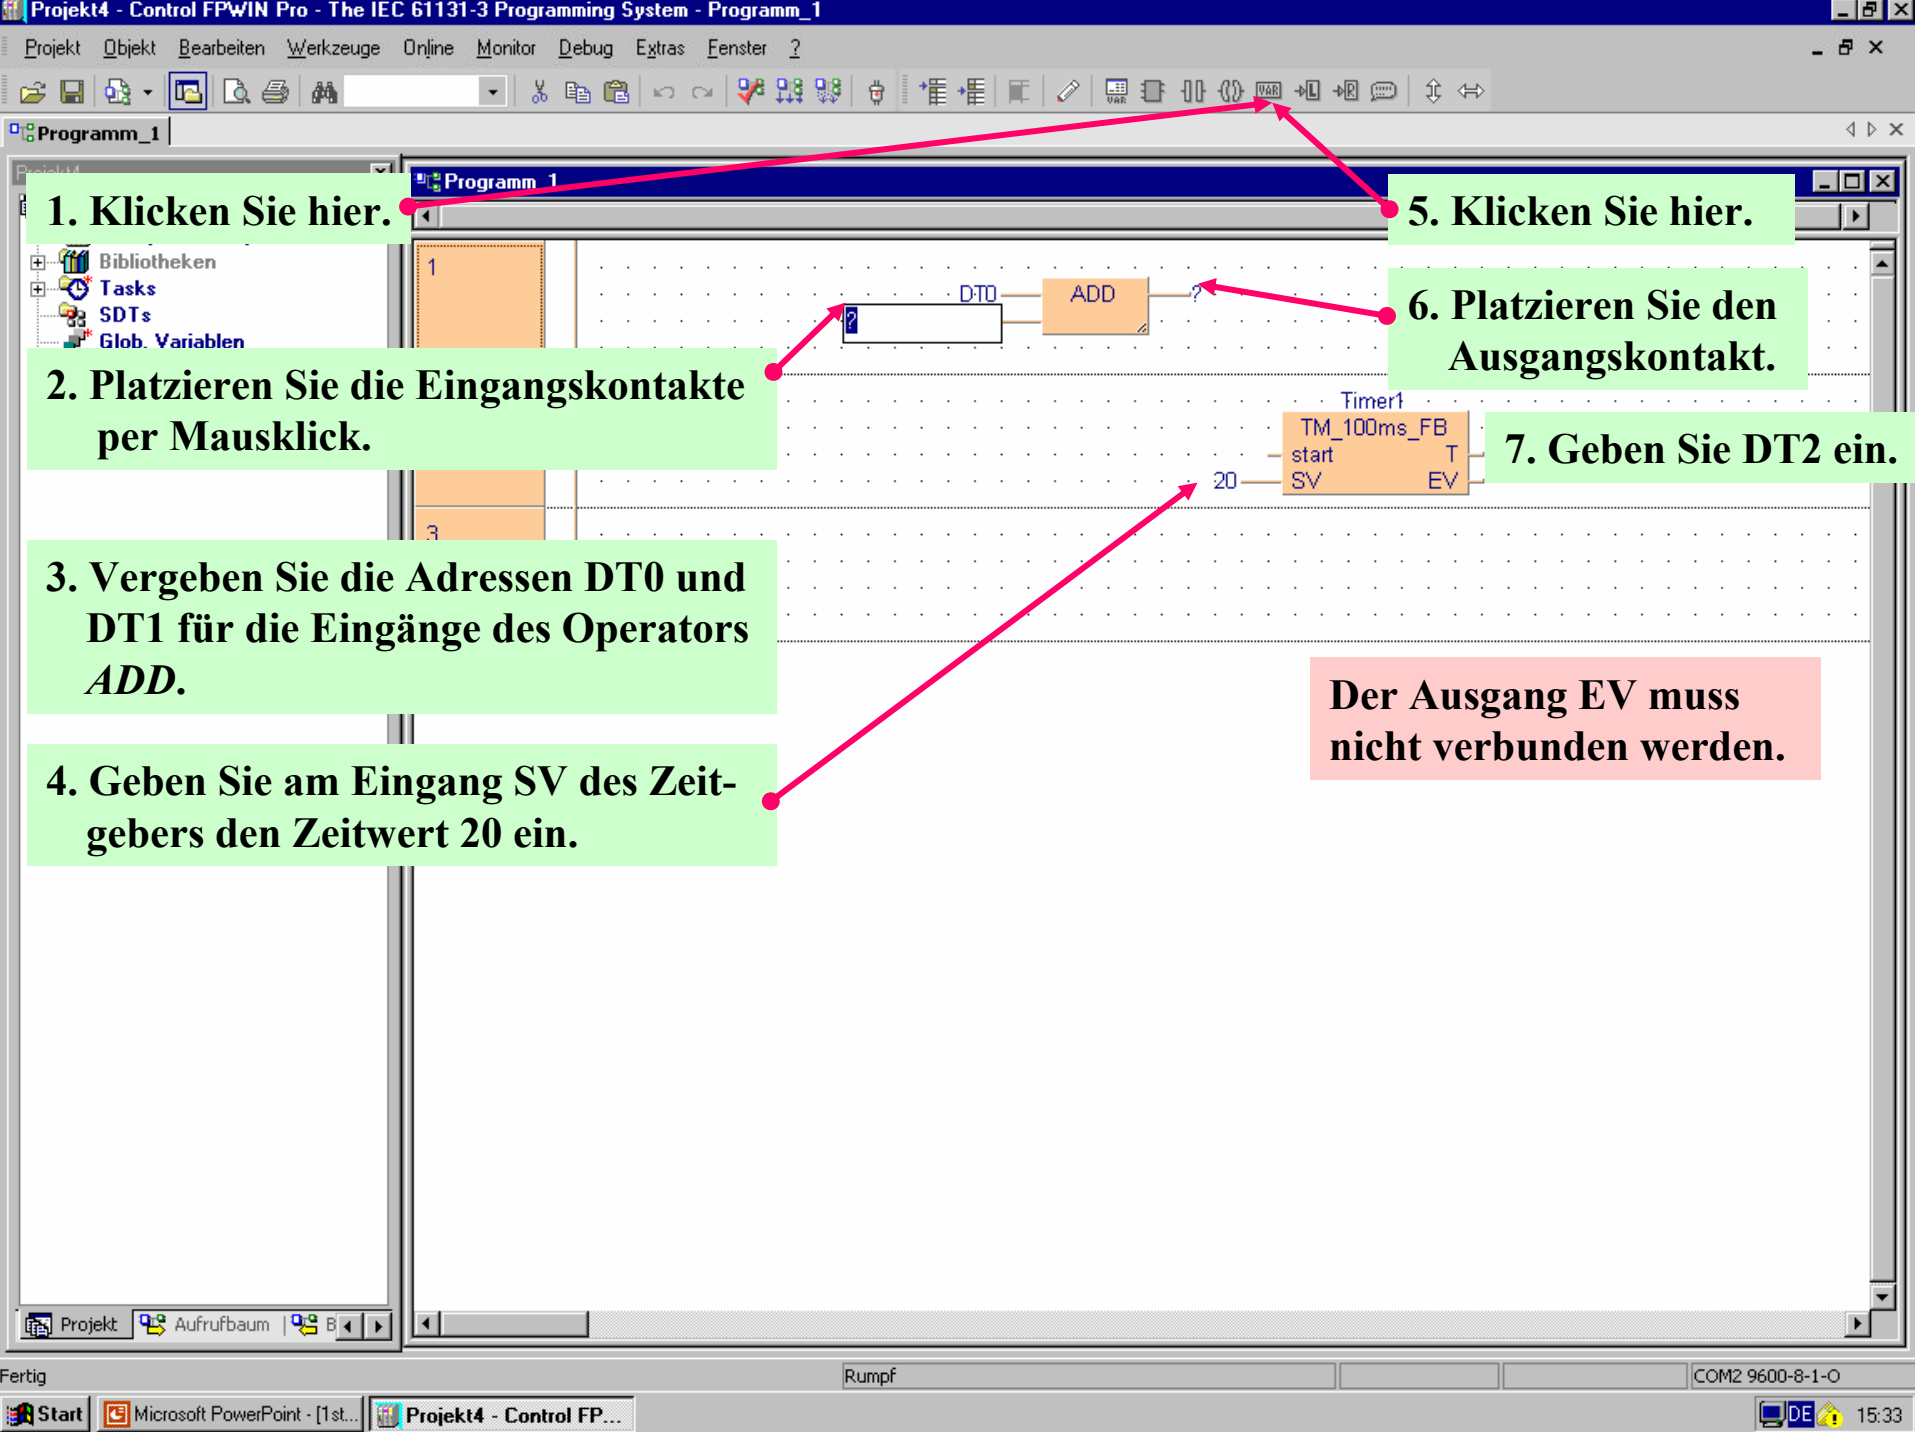 Projekt4 - Control FPWIN Pro - The IEC 61131-3 Programming System - Programm_1
Projekt Objekt Bearbeiten Werkzeuge Online Monitor Debug Extras Fenster ?
Programm_1
Programm_1
1. Klicken Sie hier.
5. Klicken Sie hier.
Bibliotheken
Tasks
SDTs
Glob. Variablen
1
DT0
ADD
?
?
6. Platzieren Sie den
Ausgangskontakt.
2. Platzieren Sie die Eingangskontakte
per Mausklick.
Timer1
TM_100ms_FB
start T
20 SV EV
7. Geben Sie DT2 ein.
3
3. Vergeben Sie die Adressen DT0 und
DT1 für die Eingänge des Operators
ADD.
Der Ausgang EV muss
nicht verbunden werden.
4. Geben Sie am Eingang SV des Zeit-
gebers den Zeitwert 20 ein.
Projekt Aufrufbaum B
Fertig Rumpf COM2 9600-8-1-O
Start Microsoft PowerPoint - [1st... Projekt4 - Control FP... DE 15:33